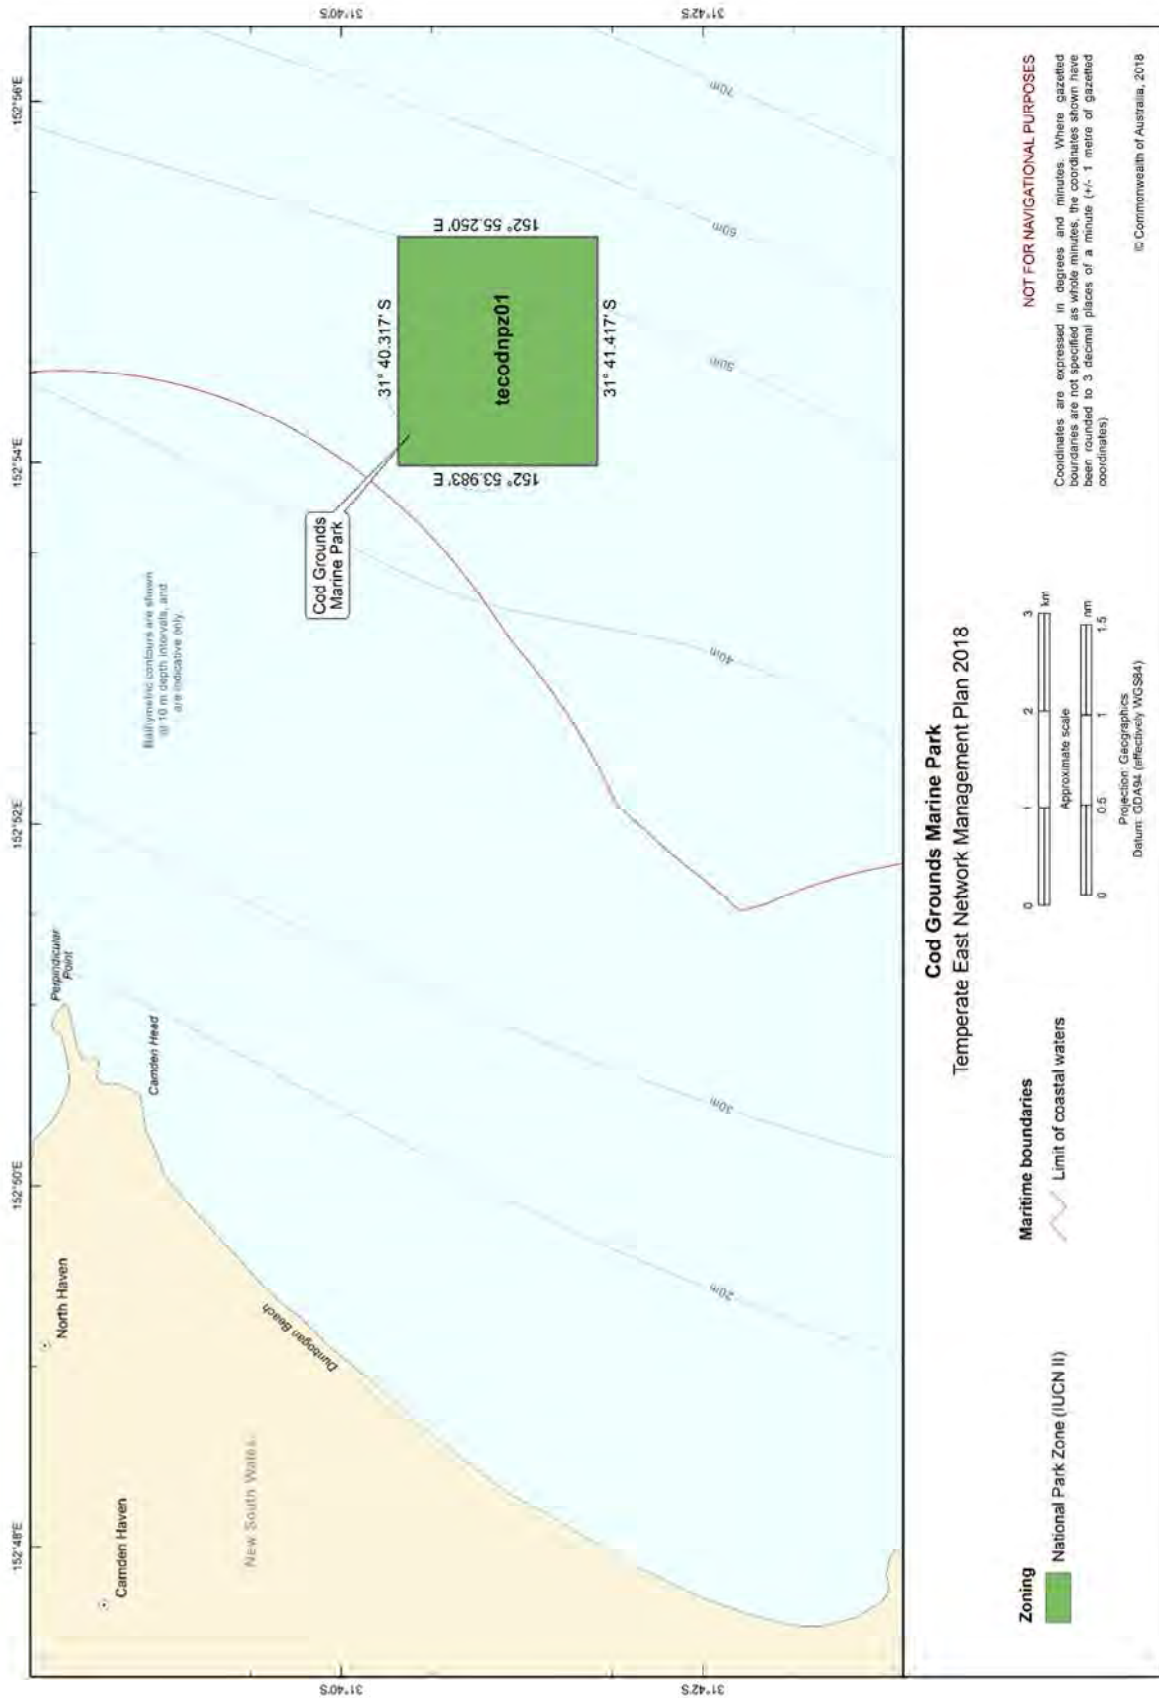 152°48'E
152°50'E
152°52'E
152°54'E
152°56'E
31°40'S
31°42'S
31°40'S
31°42'S
North Haven
Camden Haven
New South Wales
Perpindicular
Point
Camden Head
Dunbogan Beach
Bathymetric contours are shown
@ 10 m depth intervals, and
are indicative only.
Cod Grounds
Marine Park
31° 40.317' S
152° 53.983' E
tecodnpz01
152° 55.250' E
31° 41.417' S
20m
30m
40m
50m
60m
70m
Cod Grounds Marine Park
Temperate East Network Management Plan 2018
Zoning
National Park Zone (IUCN II)
Maritime boundaries
Limit of coastal waters
0 1 2 3
km
Approximate scale
nm
0 0.5 1 1.5
Projection: Geographics
Datum: GDA94 (effectively WGS84)
NOT FOR NAVIGATIONAL PURPOSES
Coordinates are expressed in degrees and minutes. Where gazetted
boundaries are not specified as whole minutes, the coordinates shown have
been rounded to 3 decimal places of a minute (+/- 1 metre of gazetted
coordinates)
© Commonwealth of Australia, 2018